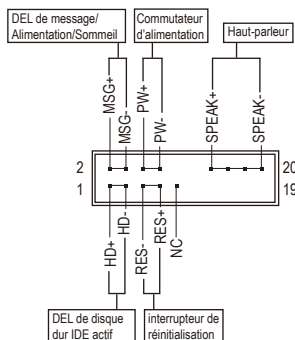 DEL de message/
Alimentation/Sommeil
Commutateur
d'alimentation
Haut-parleur
MSG+
MSG-
PW+
PW-
SPEAK+
SPEAK-
2
20
1
19
HD+
HD-
RES-
RES+
NC
DEL de disque
dur IDE actif
interrupteur de
réinitialisation